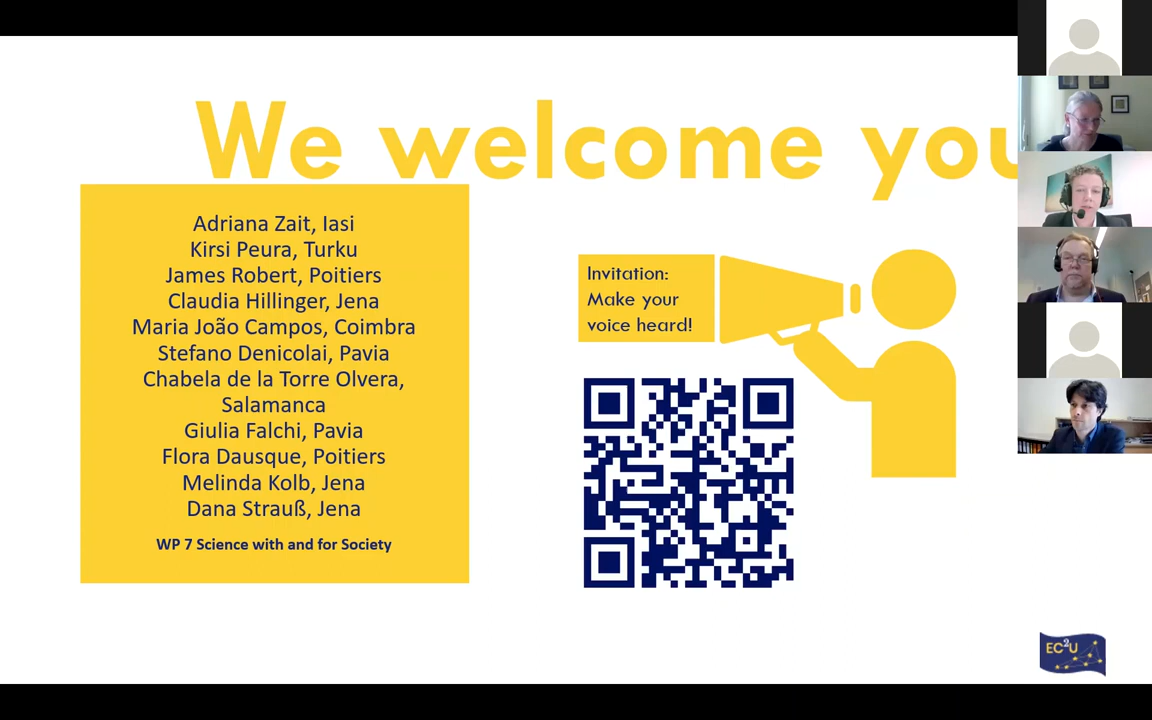 We welcome you
Adriana Zait, Iasi
Kirsi Peura, Turku
James Robert, Poitiers
Claudia Hillinger, Jena
Maria João Campos, Coimbra
Stefano Denicolai, Pavia
Chabela de la Torre Olvera,
Salamanca
Giulia Falchi, Pavia
Flora Dausque, Poitiers
Melinda Kolb, Jena
Dana Strauß, Jena
WP 7 Science with and for Society
Invitation:
Make your
voice heard!
EC2U